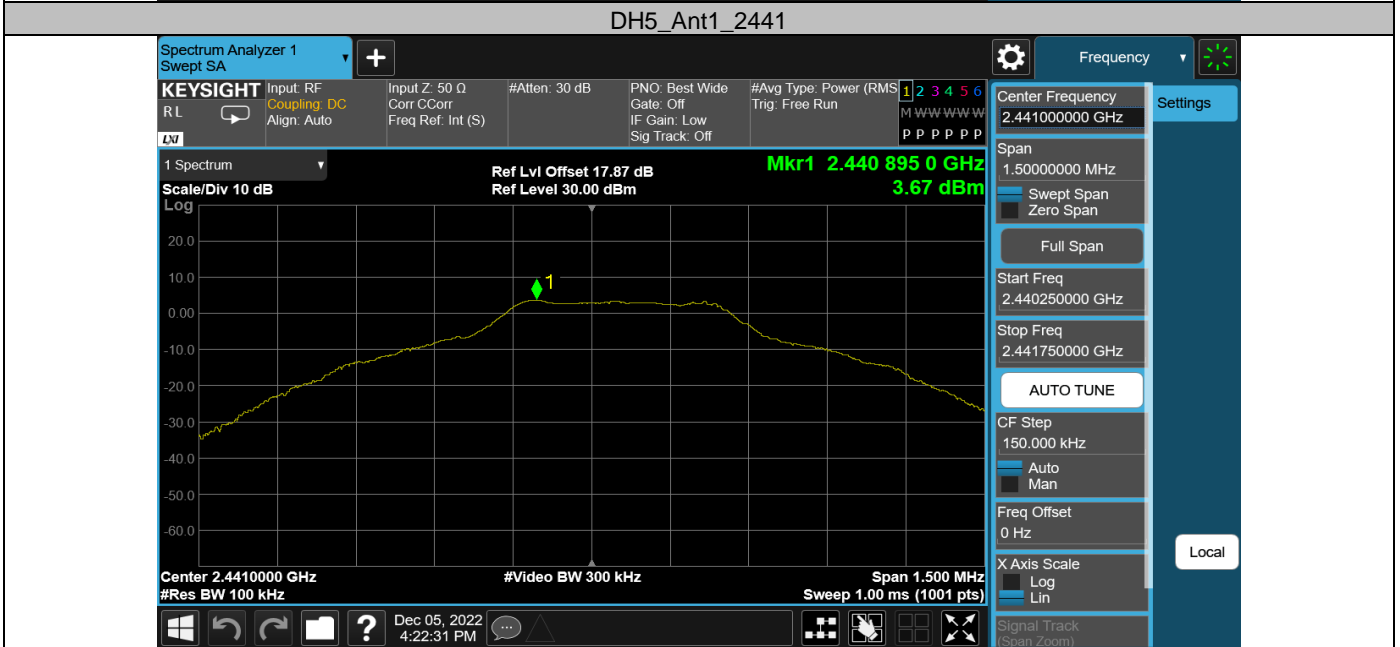 DH5_Ant1_2441
Spectrum Analyzer 1
Swept SA
Frequency
KEYSIGHT
RL
LXI
Input: RF
Coupling: DC
Align: Auto
Input Z: 50 Ω
Corr CCorr
Freq Ref: Int (S)
#Atten: 30 dB
PNO: Best Wide
Gate: Off
IF Gain: Low
Sig Track: Off
#Avg Type: Power (RMS
Trig: Free Run
1 2 3 4 5 6
M W W W W W
P P P P P P
1 Spectrum
Scale/Div 10 dB
Log
Ref Lvl Offset 17.87 dB
Ref Level 30.00 dBm
Mkr1 2.440 895 0 GHz
3.67 dBm
1
20.0
10.0
0.00
-10.0
-20.0
-30.0
-40.0
-50.0
-60.0
Center 2.4410000 GHz
#Video BW 300 kHz
Span 1.500 MHz
#Res BW 100 kHz
Sweep 1.00 ms (1001 pts)
?
Dec 05, 2022
4:22:31 PM
Center Frequency
2.441000000 GHz
Settings
Span
1.50000000 MHz
Swept Span
Zero Span
Full Span
Start Freq
2.440250000 GHz
Stop Freq
2.441750000 GHz
AUTO TUNE
CF Step
150.000 kHz
Auto
Man
Freq Offset
0 Hz
Local
X Axis Scale
Log
Lin
Signal Track
(Span Zoom)